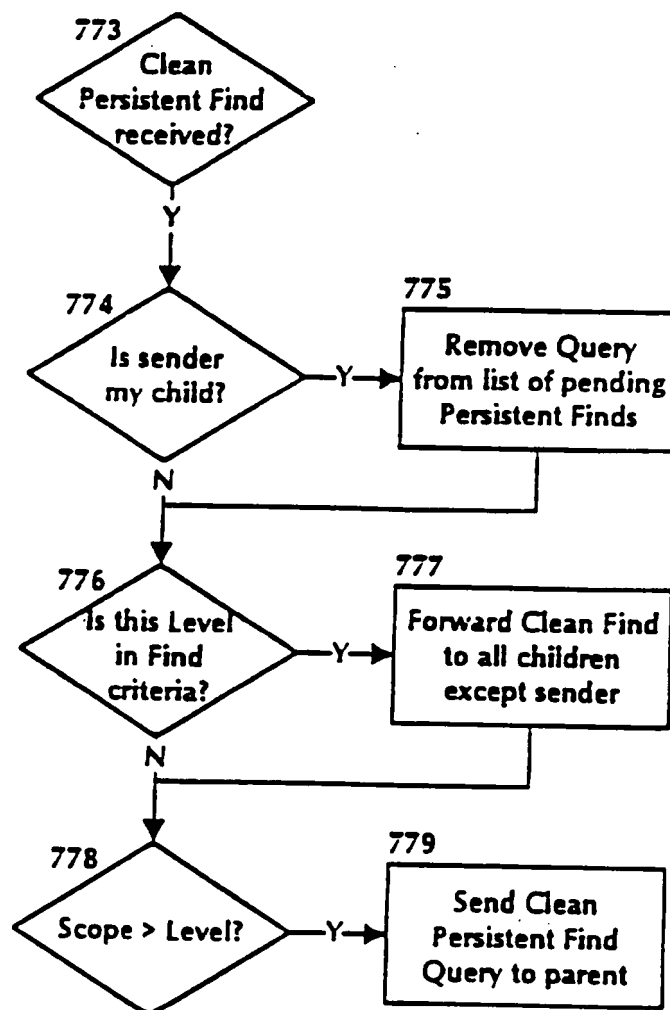 773
Clean
Persistent Find
received?
Y
774
Is sender
my child?
Y
775
Remove Query
from list of pending
Persistent Finds
N
776
Is this Level
in Find
criteria?
Y
777
Forward Clean Find
to all children
except sender
N
778
Scope > Level?
Y
779
Send Clean
Persistent Find
Query to parent